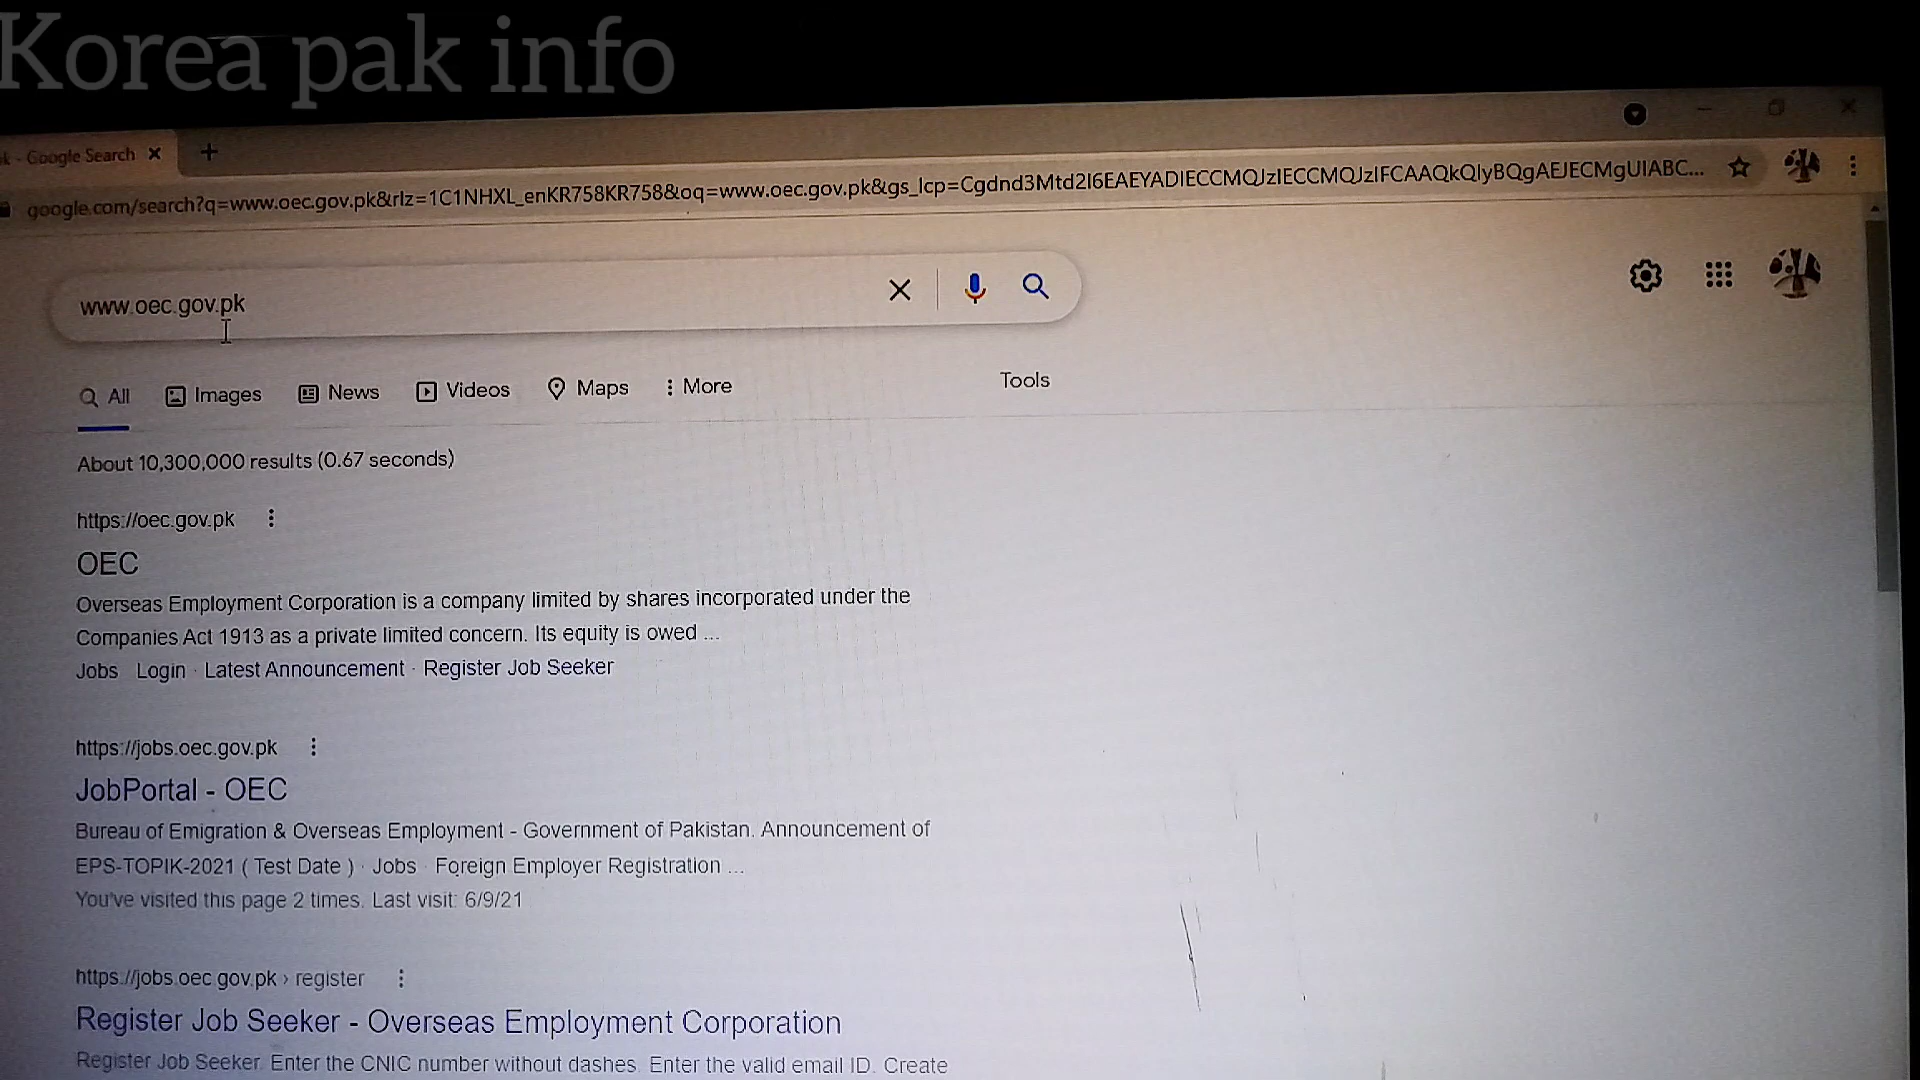 Korea pak info
k - Google Search
google.com/search?q=www.oec.gov.pk&rlz=1C1NHXL_enKR758KR758&oq=www.oec.gov.pk&gs_lcp=
www.oec.gov.pk
All Images News Videos Maps More Tools
About 10,300,000 results (0.67 seconds)
https://oec.gov.pk
OEC
Overseas Employment Corporation is a company limited by shares incorporated under the
Companies Act 1913 as a private limited concern. Its equity is owed ...
Jobs · Login · Latest Announcement · Register Job Seeker
https://jobs.oec.gov.pk
JobPortal - OEC
Bureau of Emigration & Overseas Employment - Government of Pakistan. Announcement of
EPS-TOPIK-2021 ( Test Date ) · Jobs · Foreign Employer Registration ...
You've visited this page 2 times. Last visit: 6/9/21
https://jobs.oec.gov.pk › register
Register Job Seeker - Overseas Employment Corporation
Register Job Seeker. Enter the CNIC number without dashes. Enter the valid email ID. Create